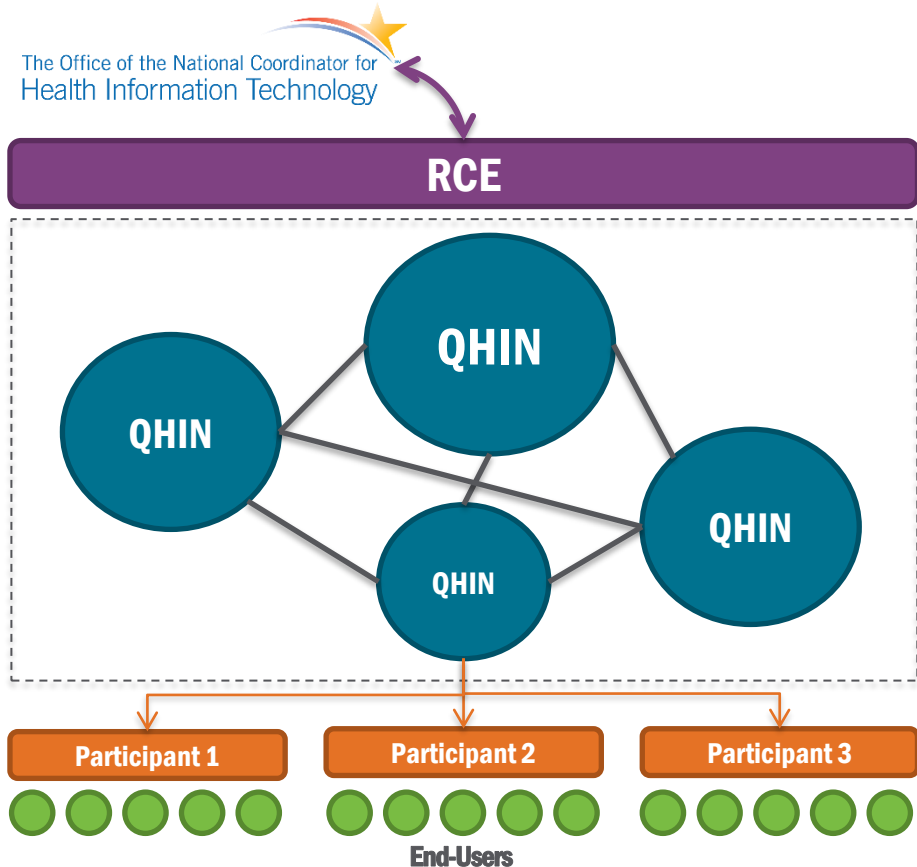 The Office of the National Coordinator for
Health Information Technology
RCE
QHIN
QHIN
QHIN
QHIN
Participant 1
Participant 2
Participant 3
End-Users